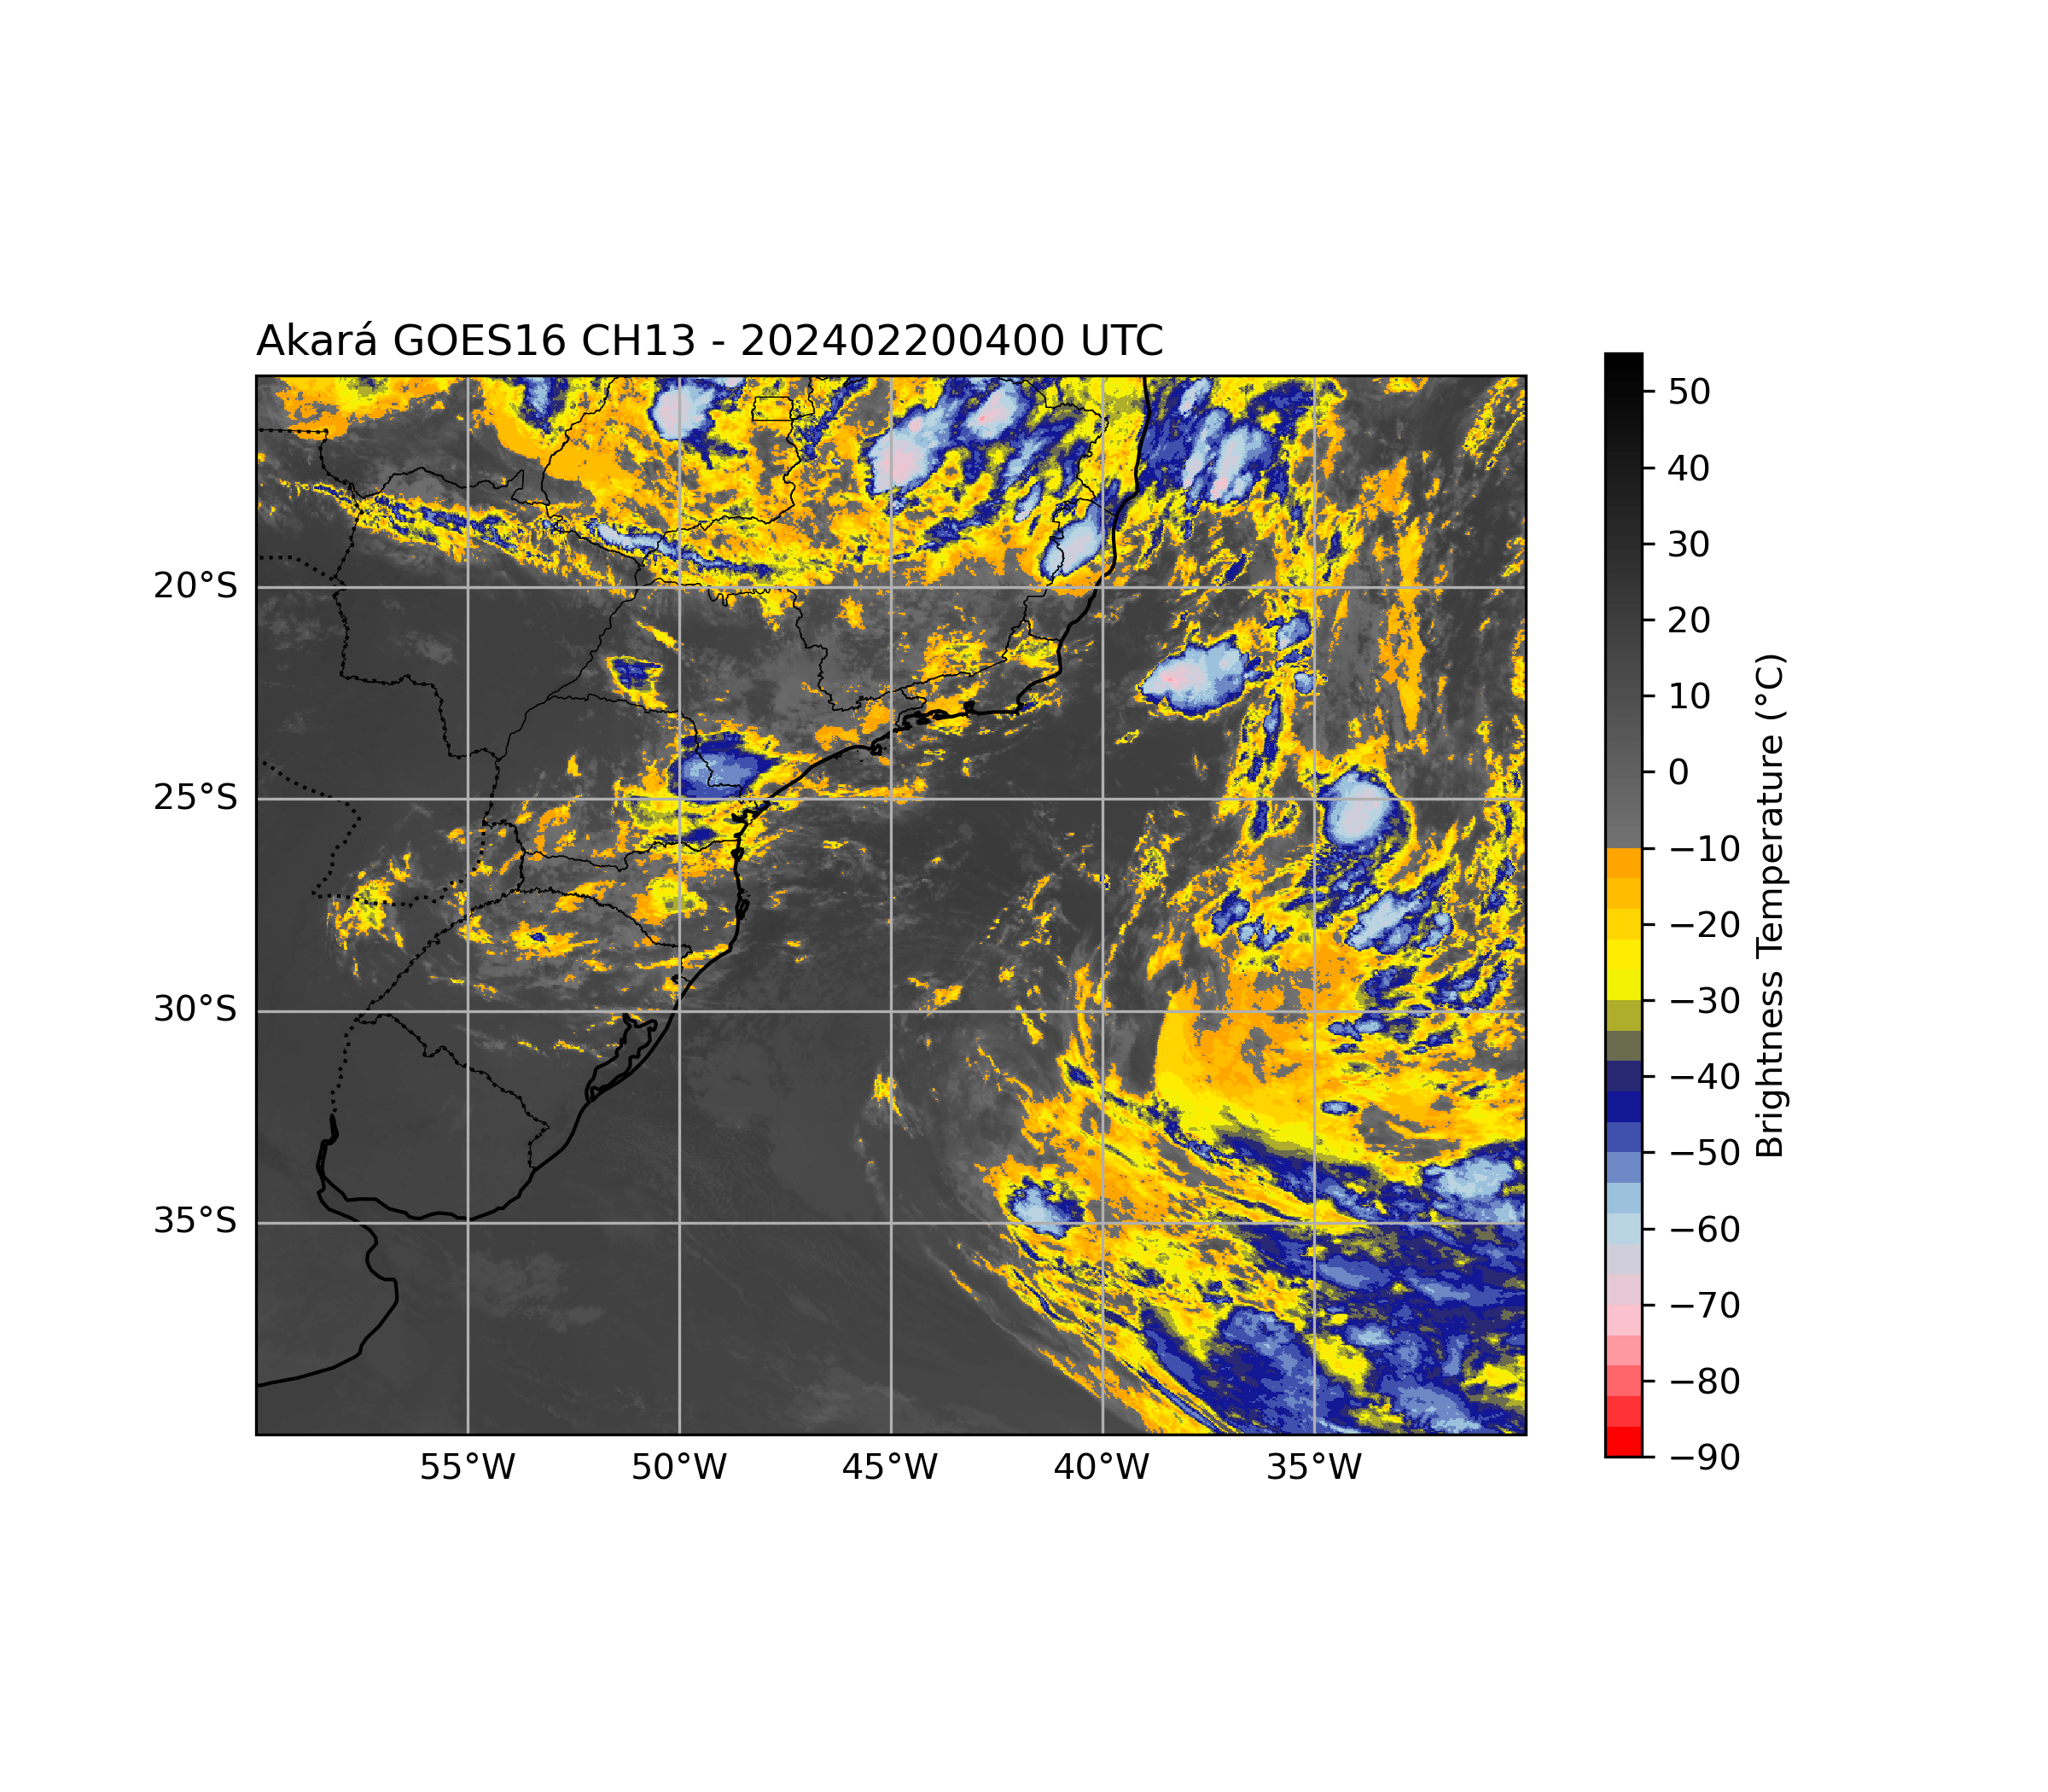 Akará GOES16 CH13 - 202402200400 UTC
20°S
25°S
30°S
35°S
55°W
50°W
45°W
40°W
35°W
50
40
30
20
10
0
−10
−20
−30
−40
−50
−60
−70
−80
−90
Brightness Temperature (°C)